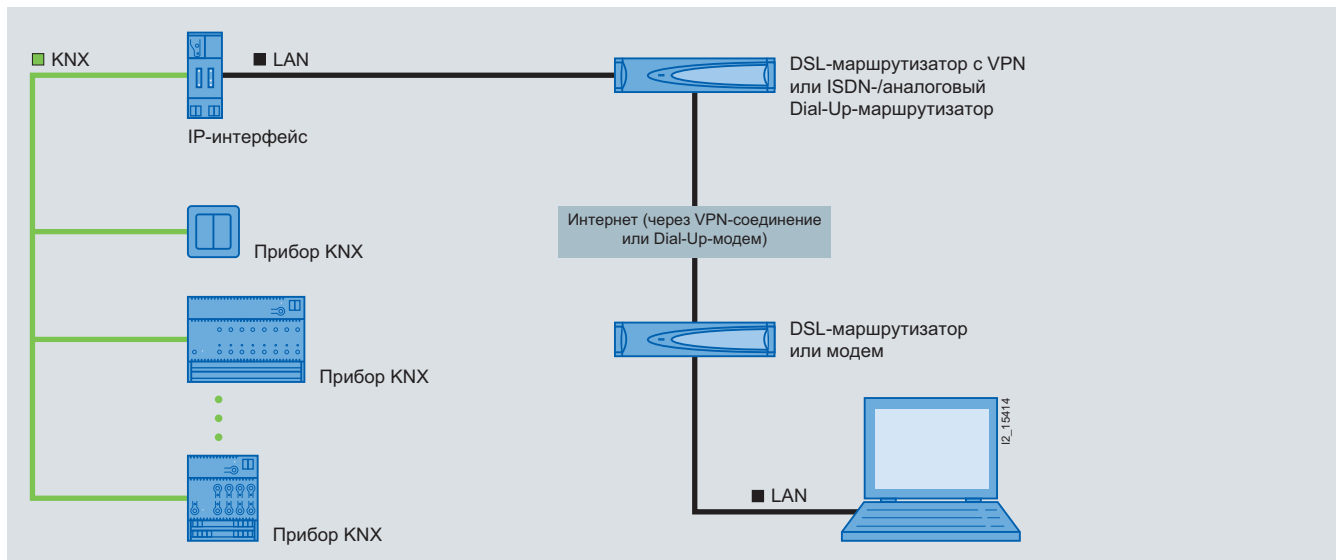 KNX
LAN
DSL-маршрутизатор с VPN
или ISDN-/аналоговый
Dial-Up-маршрутизатор
IP-интерфейс
Интернет (через VPN-соединение
или Dial-Up-модем)
Прибор KNX
DSL-маршрутизатор
или модем
Прибор KNX
I2_15414
LAN
Прибор KNX